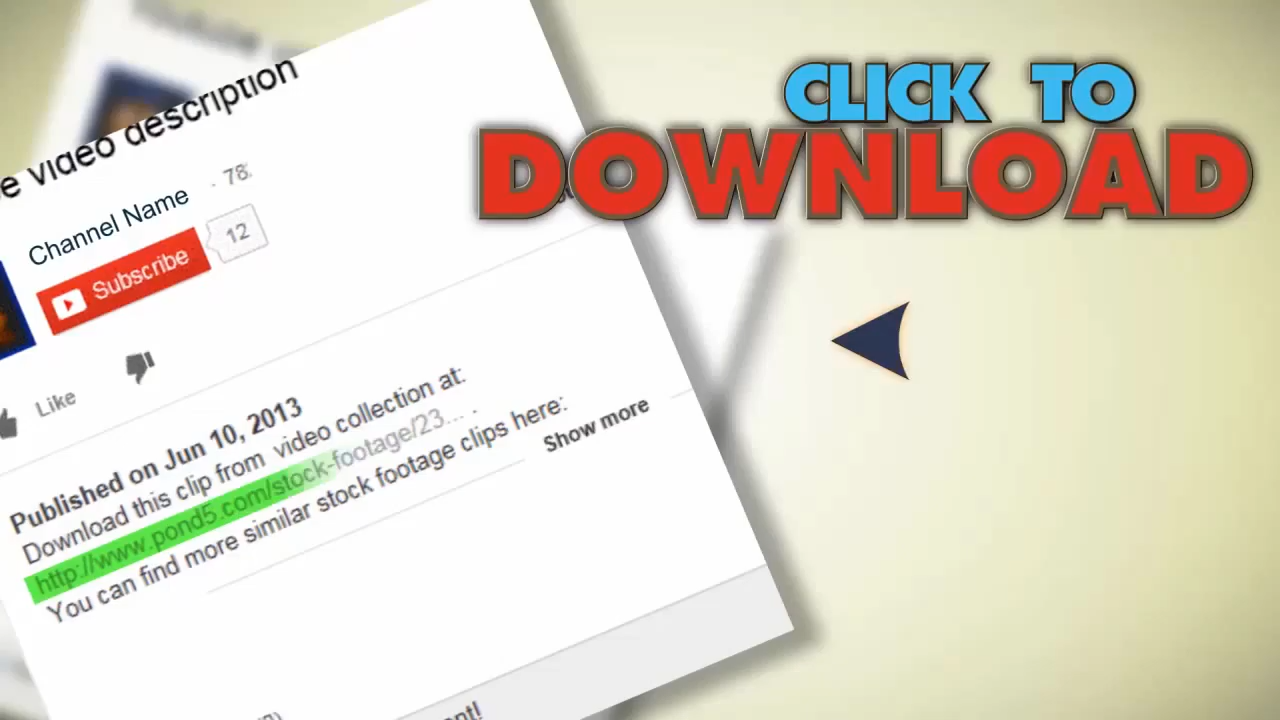 CLICK TO
DOWNLOAD
video description
Channel Name
78
Subscribe
12
Like
Published on Jun 10, 2013
Download this clip from video collection at:
http://www.pond5.com/stock-footage/23... .
You can find more similar stock footage clips here:
Show more